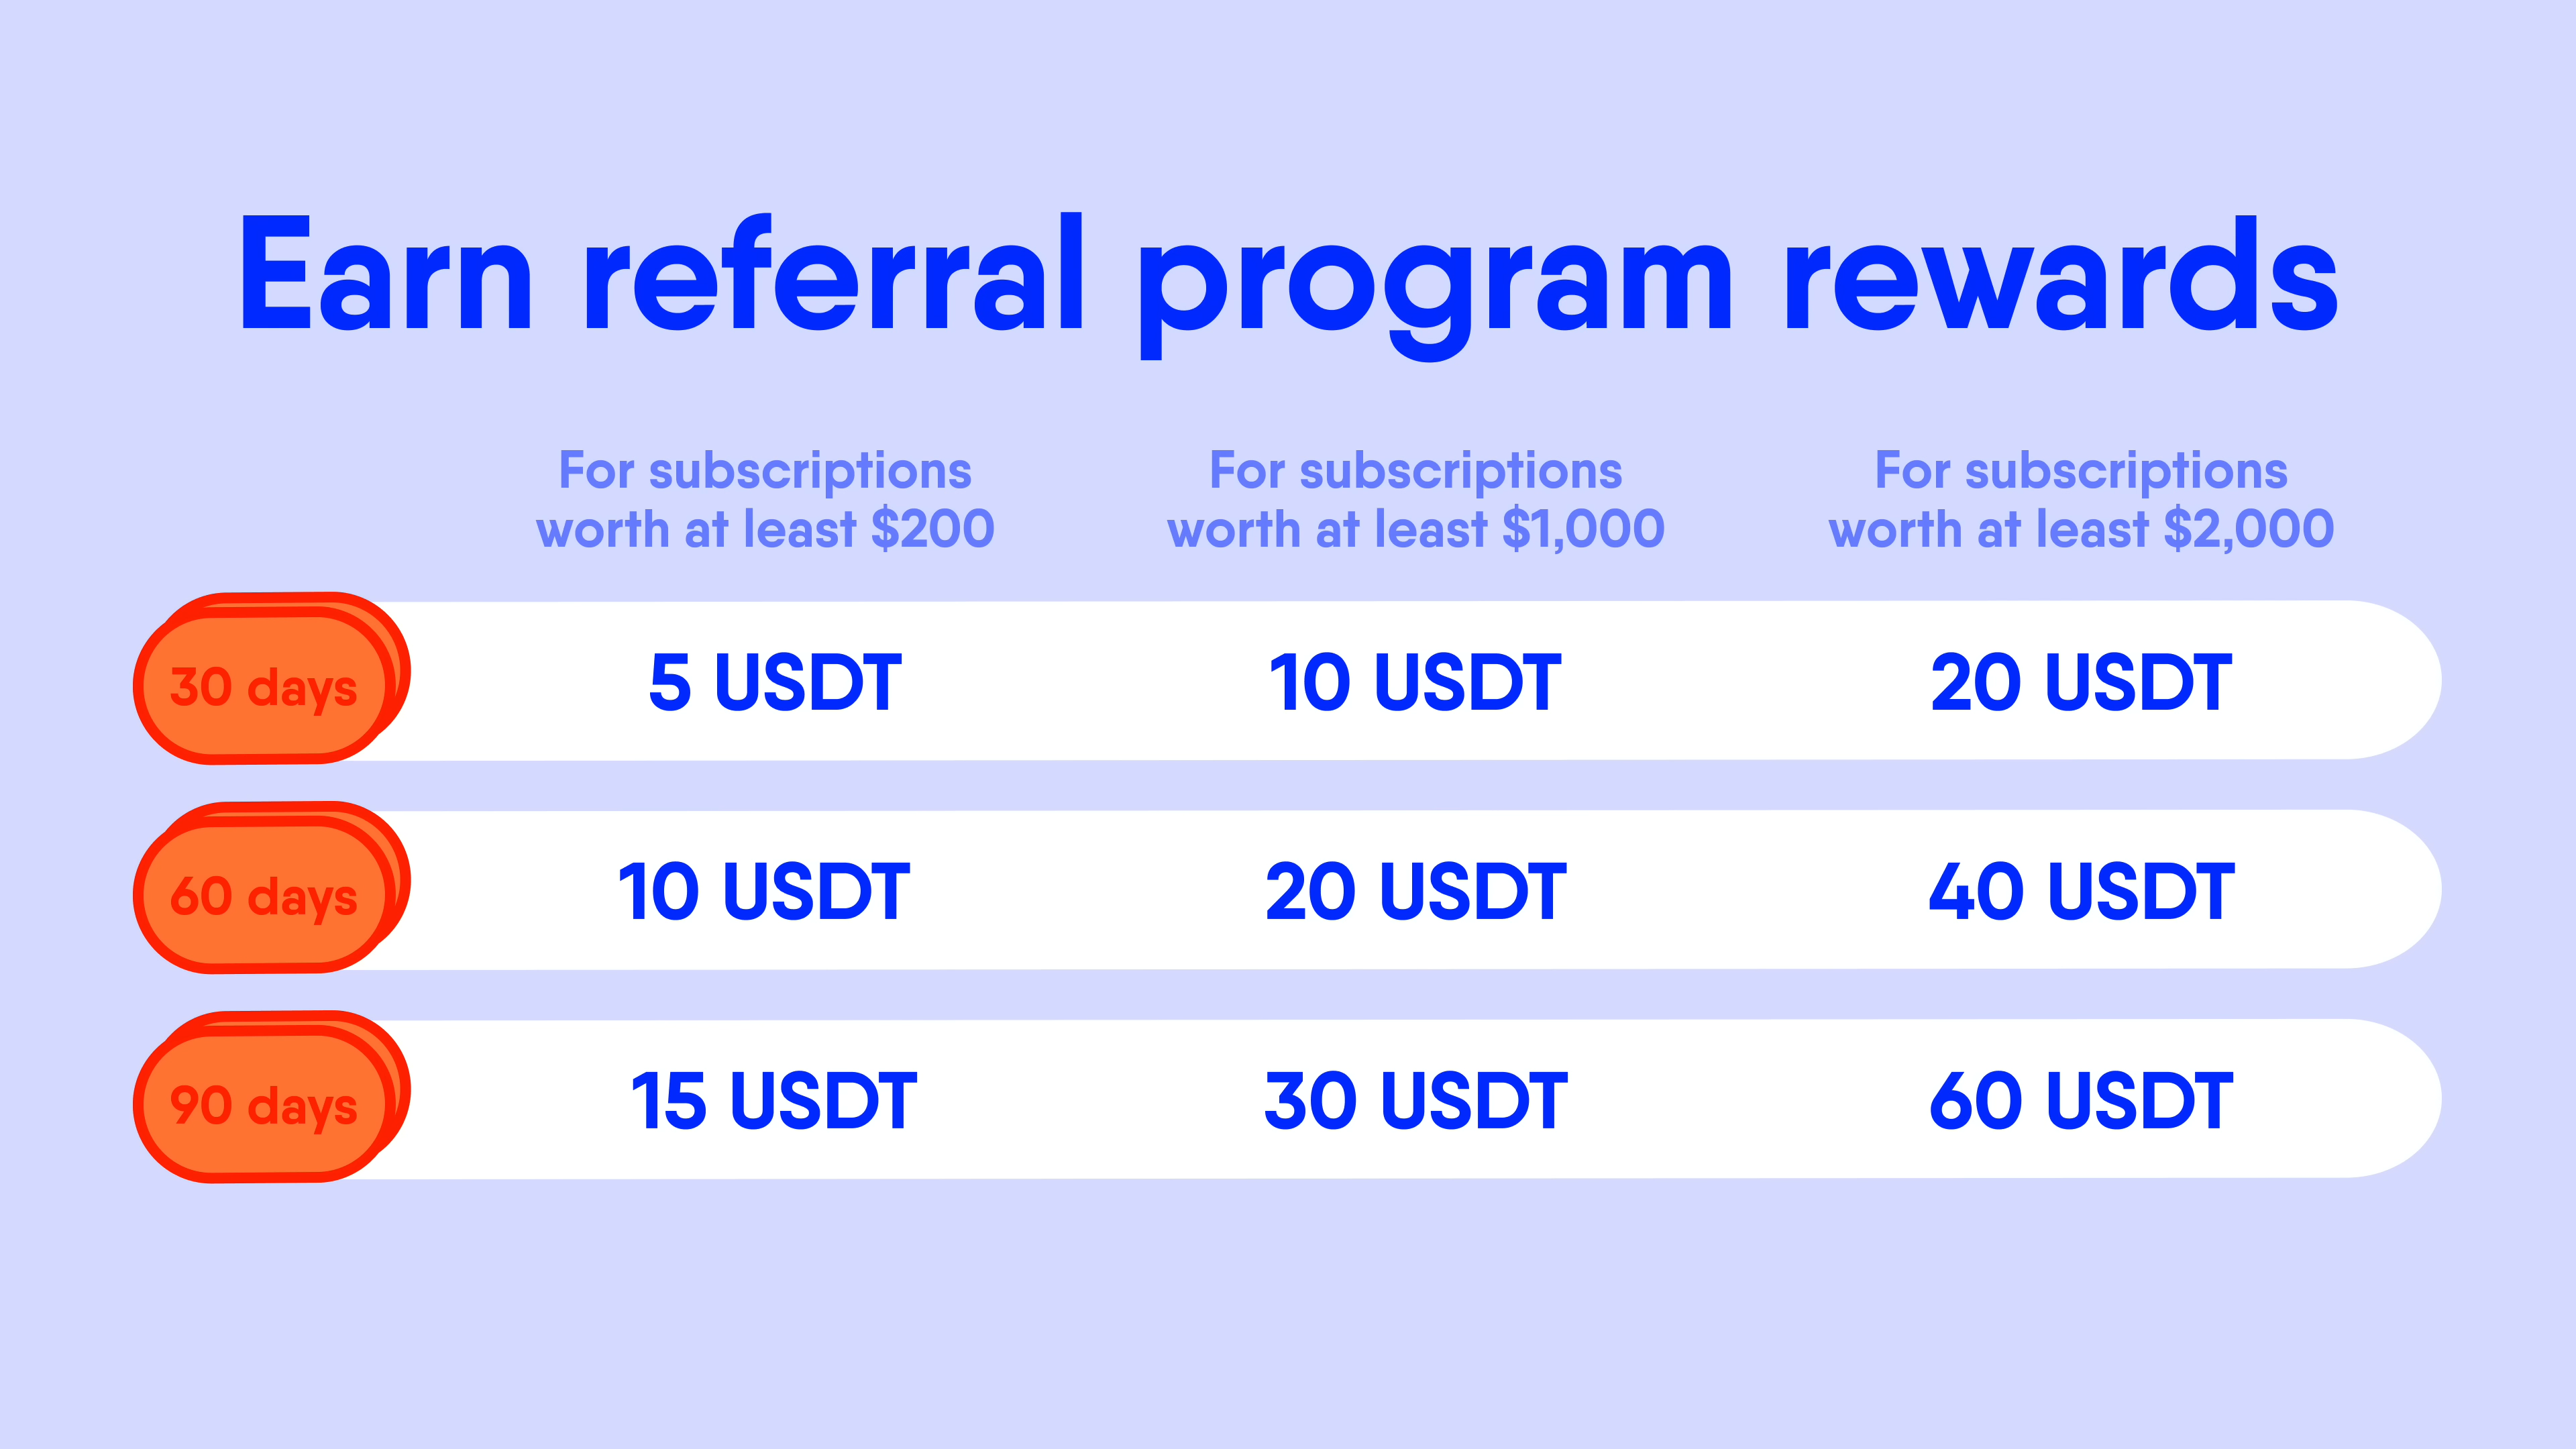 Earn referral program rewards
For subscriptions
worth at least $200
For subscriptions
worth at least $1,000
For subscriptions
worth at least $2,000
30 days 5 USDT 10 USDT 20 USDT
60 days 10 USDT 20 USDT 40 USDT
90 days 15 USDT 30 USDT 60 USDT